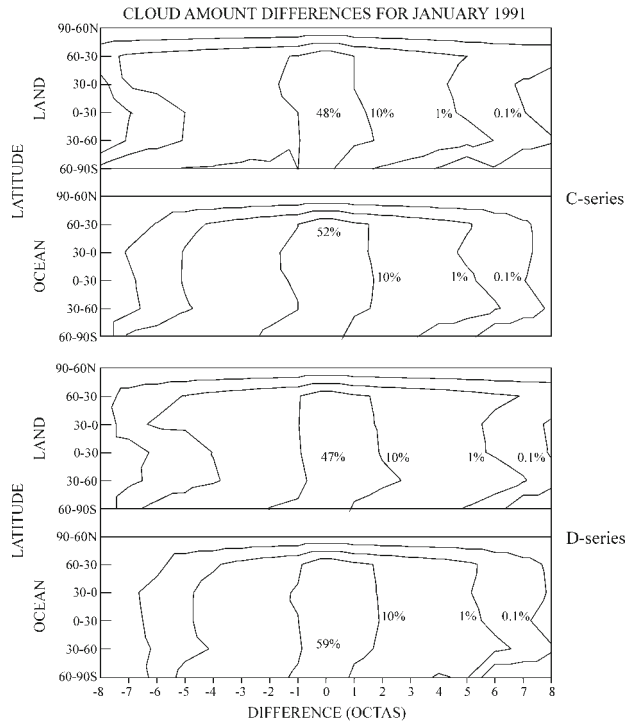 CLOUD AMOUNT DIFFERENCES FOR JANUARY 1991
LATITUDE
LAND
90-60N
60-30
30-0
0-30
30-60
60-90S
48%
10%
1%
0.1%
OCEAN
90-60N
60-30
30-0
0-30
30-60
60-90S
52%
10%
1%
0.1%
C-series
LATITUDE
LAND
90-60N
60-30
30-0
0-30
30-60
60-90S
47%
10%
1%
0.1%
OCEAN
90-60N
60-30
30-0
0-30
30-60
60-90S
59%
10%
1%
0.1%
D-series
-8 -7 -6 -5 -4 -3 -2 -1 0 1 2 3 4 5 6 7 8
DIFFERENCE (OCTAS)